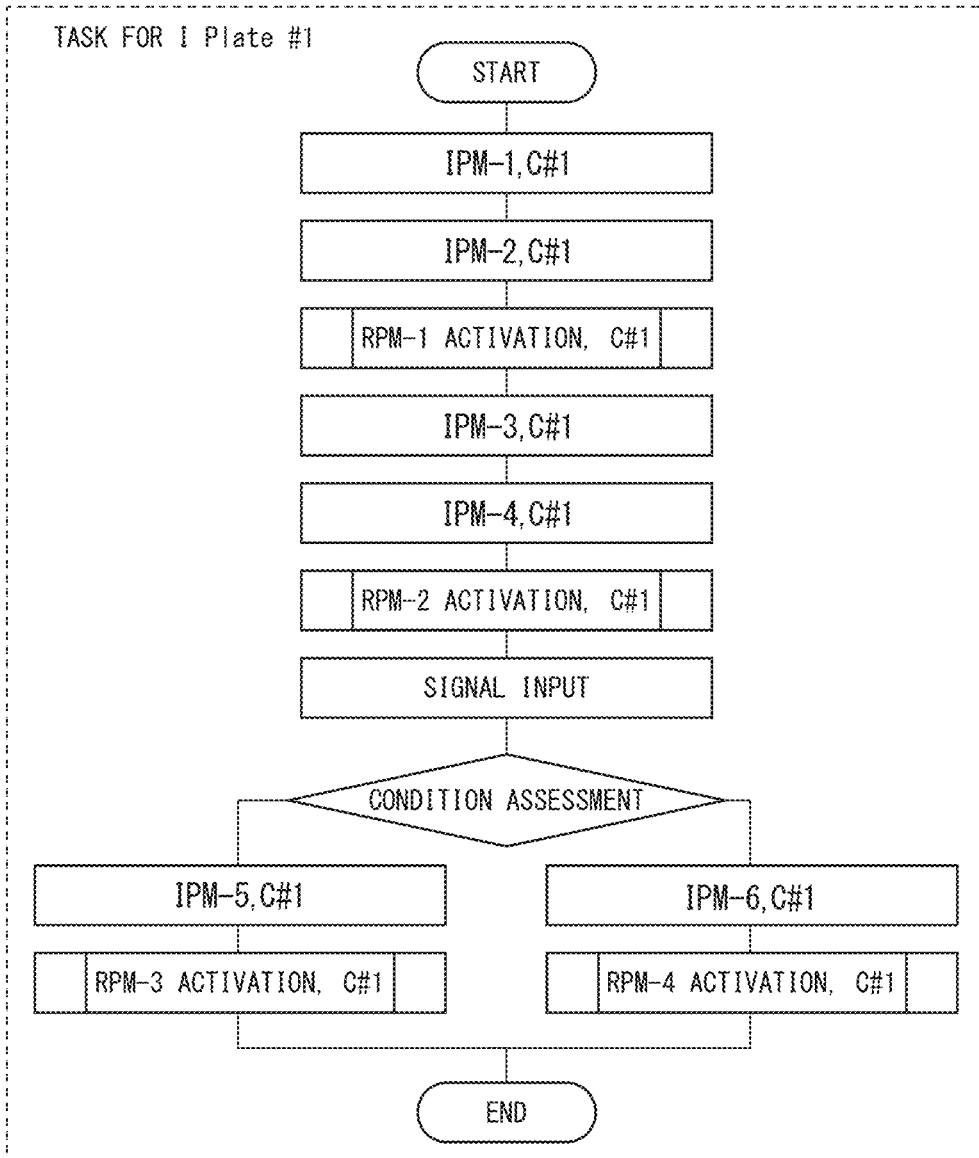 TASK FOR I Plate #1
START
IPM-1,C#1
IPM-2,C#1
RPM-1 ACTIVATION, C#1
IPM-3,C#1
IPM-4,C#1
RPM-2 ACTIVATION, C#1
SIGNAL INPUT
CONDITION ASSESSMENT
IPM-5,C#1
IPM-6,C#1
RPM-3 ACTIVATION, C#1
RPM-4 ACTIVATION, C#1
END